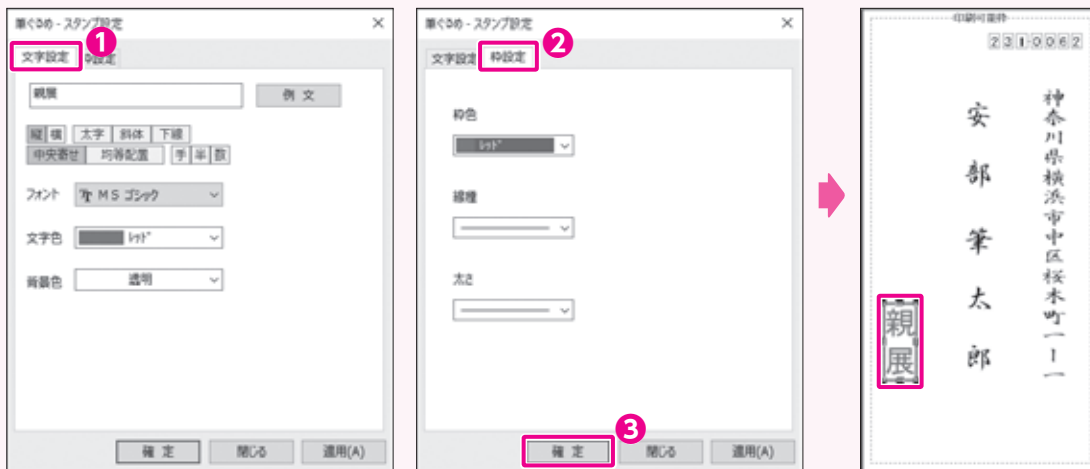 筆ぐるめ - スタンプ設定
❶
文字設定
枠設定
親展
例 文
縦 横 太字 斜体 下線
中央寄せ 均等配置 手 半 数
フォント
MS ゴシック
文字色
レッド
背景色
透明
確 定
閉じる
適用(A)
筆ぐるめ - スタンプ設定
❷
文字設定
枠設定
枠色
レッド
線種
太さ
❸
確 定
閉じる
適用(A)
印刷可能枠
231-0062
神奈川県横浜市中区桜木町一ー一
安部筆太郎
親展